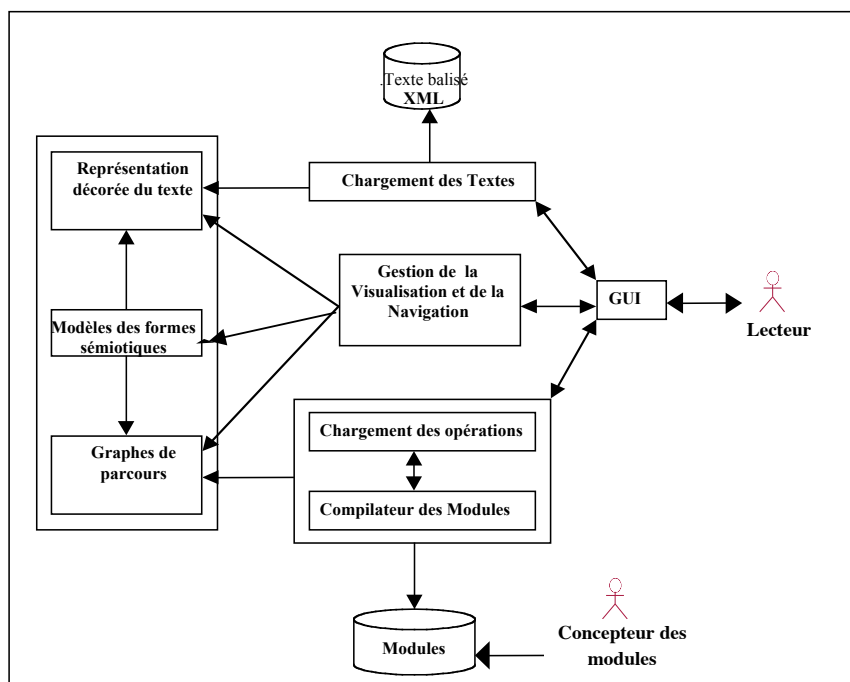 .Texte balisé
XML
Représentation
décorée du texte
Chargement des Textes
Gestion de la
Visualisation et de la
Navigation
GUI
Lecteur
Modèles des formes
sémiotiques
Chargement des opérations
Graphes de
parcours
Compilateur des Modules
Modules
Concepteur des
modules